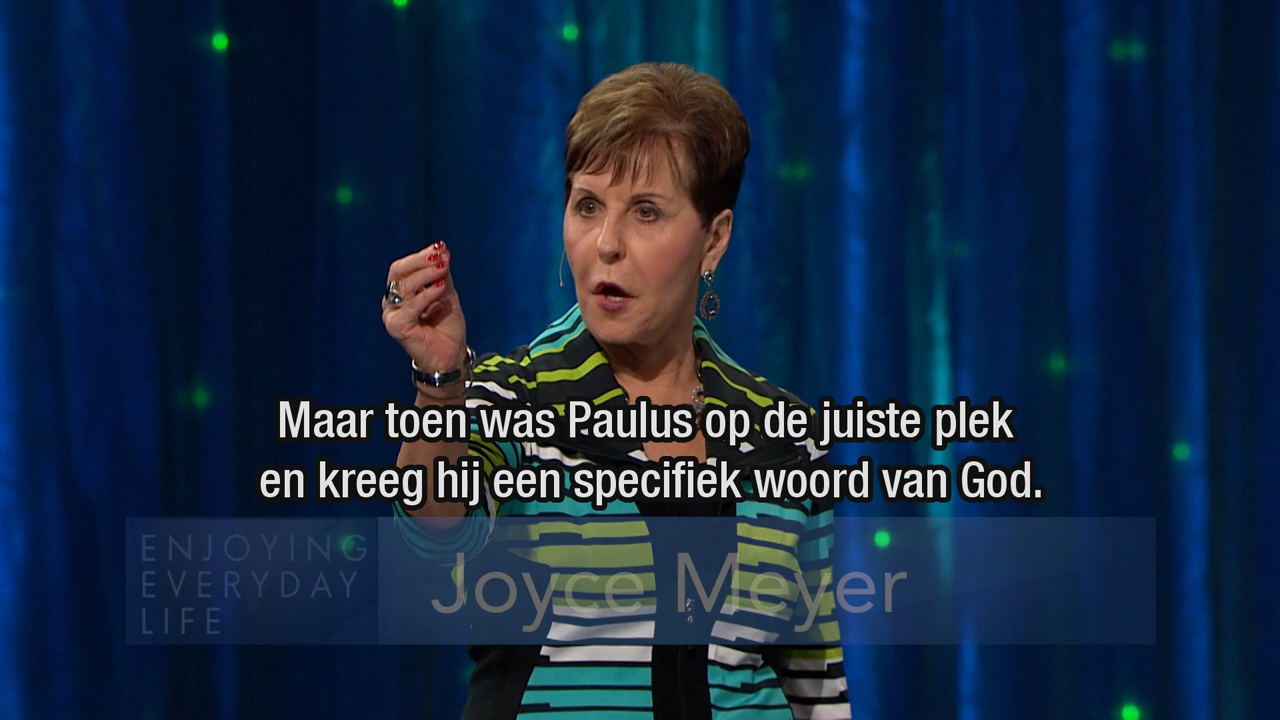 Maar toen was Paulus op de juiste plek
en kreeg hij een specifiek woord van God.
ENJOYING
EVERYDAY
LIFE
Joyce Meyer